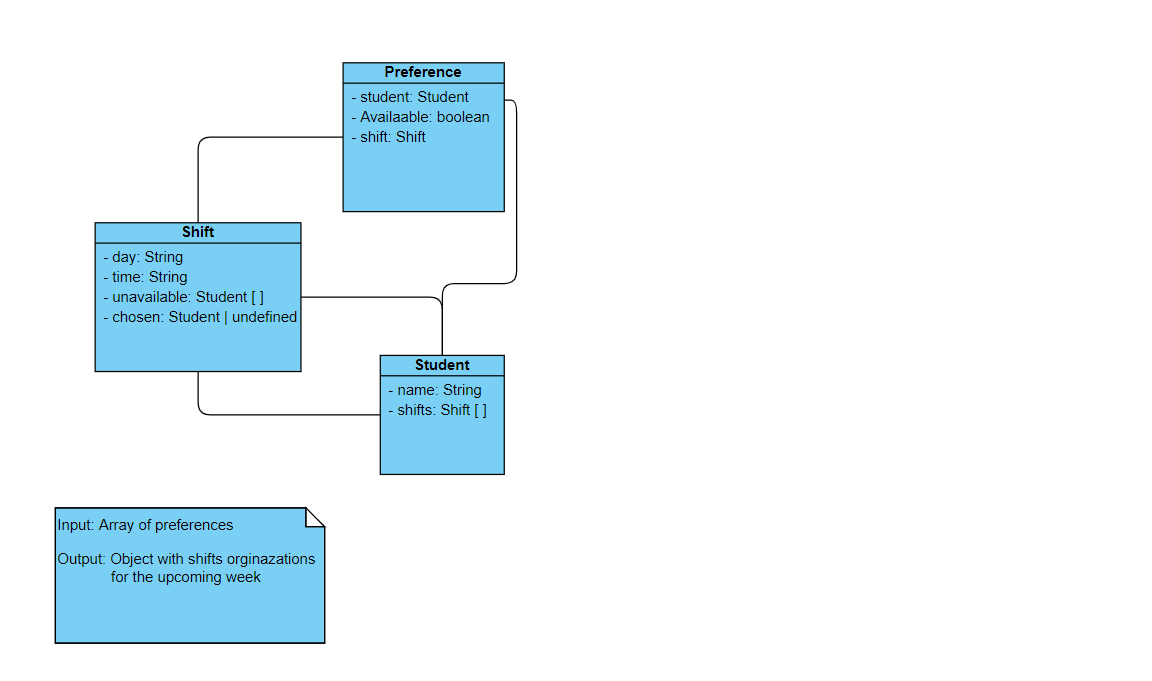 Preference
- student: Student
- Availaable: boolean
- shift: Shift
Shift
- day: String
- time: String
- unavailable: Student [ ]
- chosen: Student | undefined
Student
- name: String
- shifts: Shift [ ]
Input: Array of preferences
Output: Object with shifts orginazations
for the upcoming week